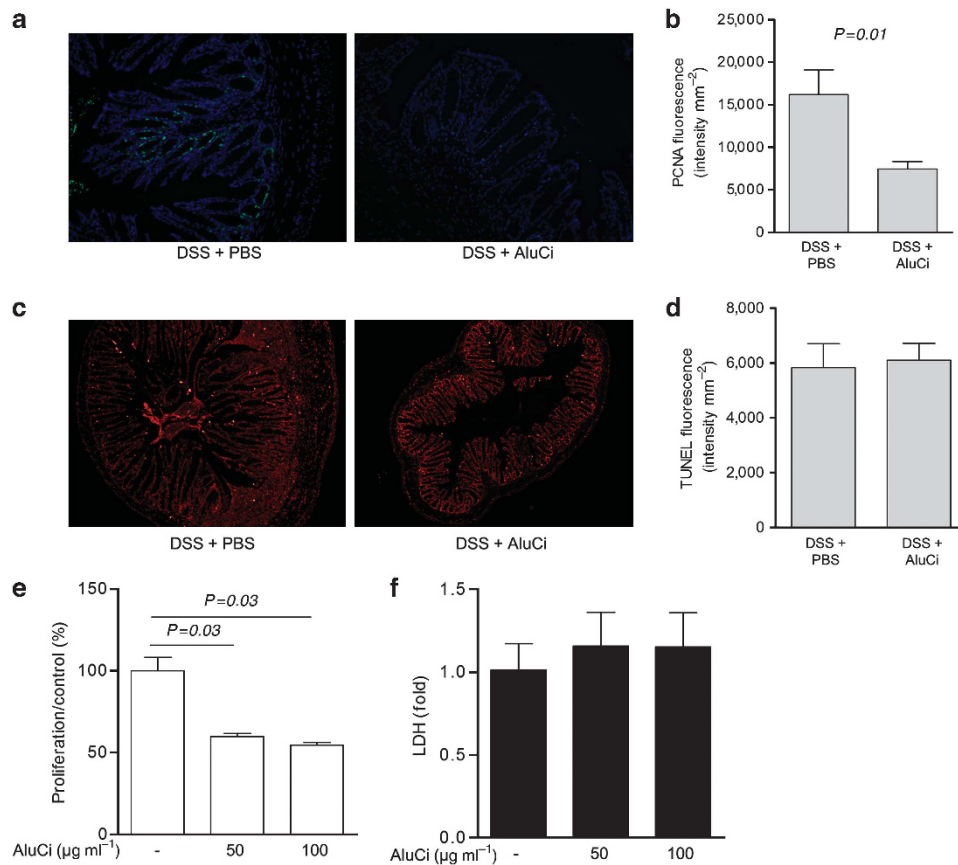 a
DSS + PBS
DSS + AluCi
b
P=0.01
PCNA fluorescence
(intensity mm⁻²)
25,000
20,000
15,000
10,000
5,000
0
DSS +
PBS
DSS +
AluCi
c
DSS + PBS
DSS + AluCi
d
TUNEL fluorescence
(intensity mm⁻²)
8,000
6,000
4,000
2,000
0
DSS +
PBS
DSS +
AluCi
e
Proliferation/control (%)
150
100
50
0
P=0.03
P=0.03
AluCi (µg ml⁻¹) - 50 100
f
LDH (fold)
1.5
1.0
0.5
0.0
AluCi (µg ml⁻¹) - 50 100